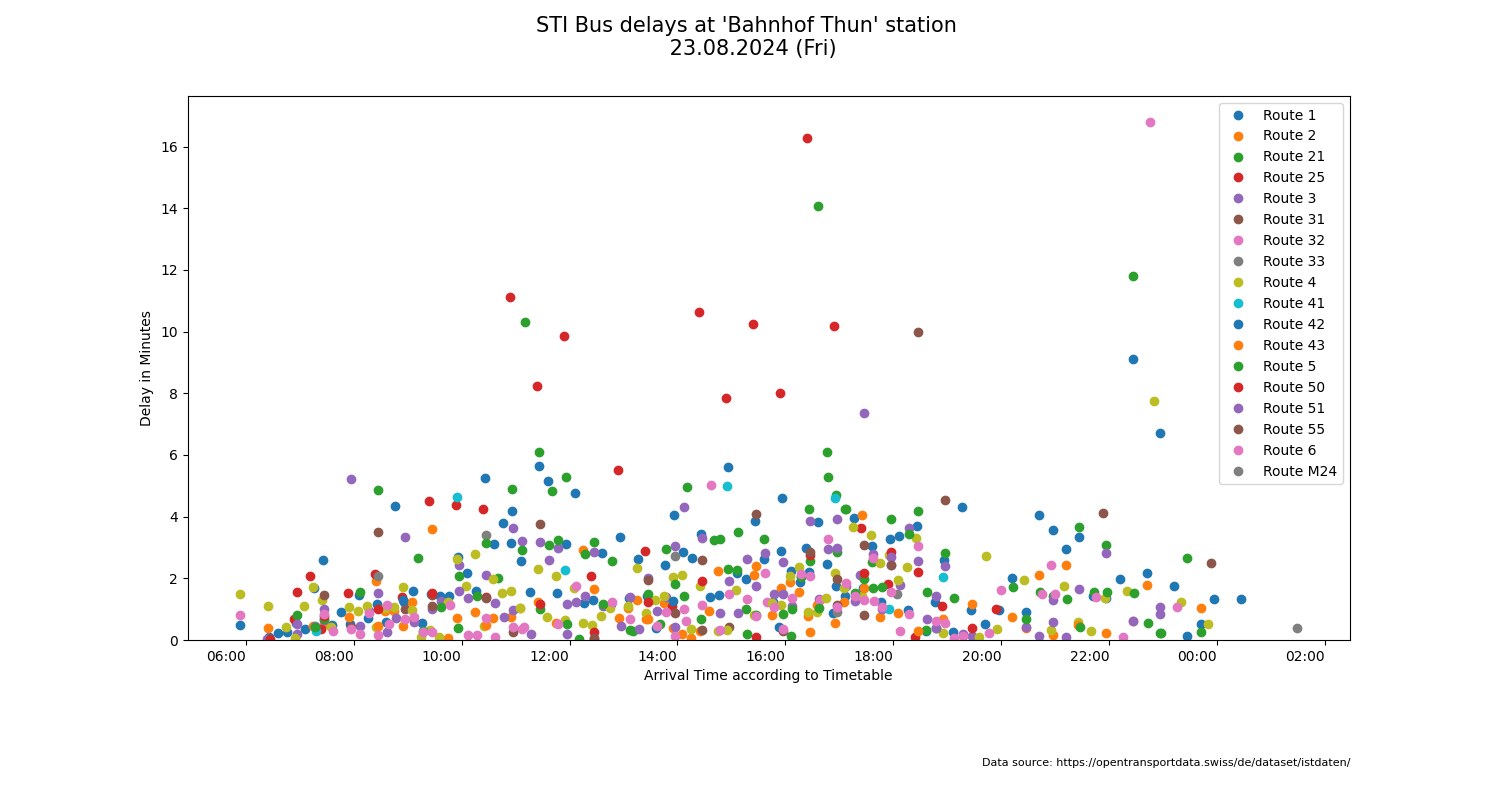 STI Bus delays at 'Bahnhof Thun' station
23.08.2024 (Fri)
Delay in Minutes
16
14
12
10
8
6
4
2
0
06:00
08:00
10:00
12:00
14:00
16:00
18:00
20:00
22:00
00:00
02:00
Arrival Time according to Timetable
Route 1
Route 2
Route 21
Route 25
Route 3
Route 31
Route 32
Route 33
Route 4
Route 41
Route 42
Route 43
Route 5
Route 50
Route 51
Route 55
Route 6
Route M24
Data source: https://opentransportdata.swiss/de/dataset/istdaten/